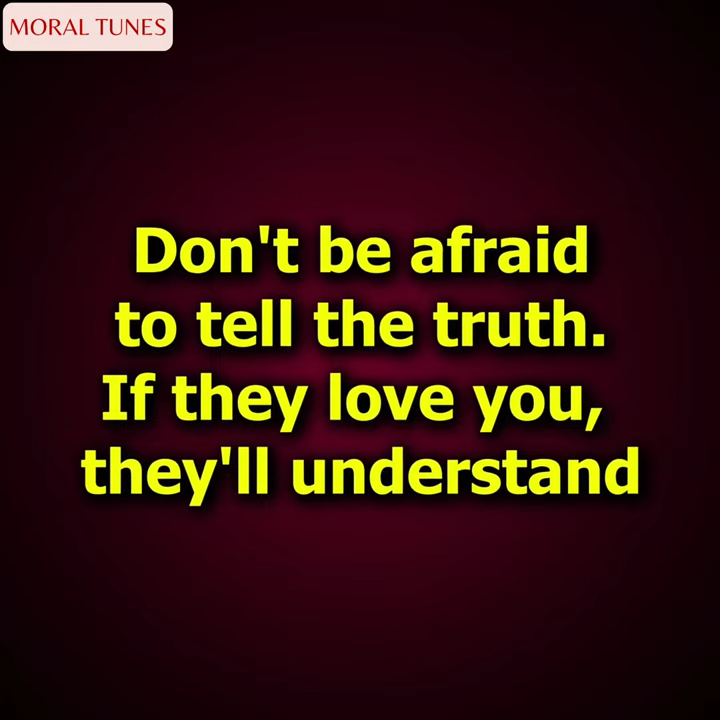 MORAL TUNES
Don't be afraid
to tell the truth.
If they love you,
they'll understand